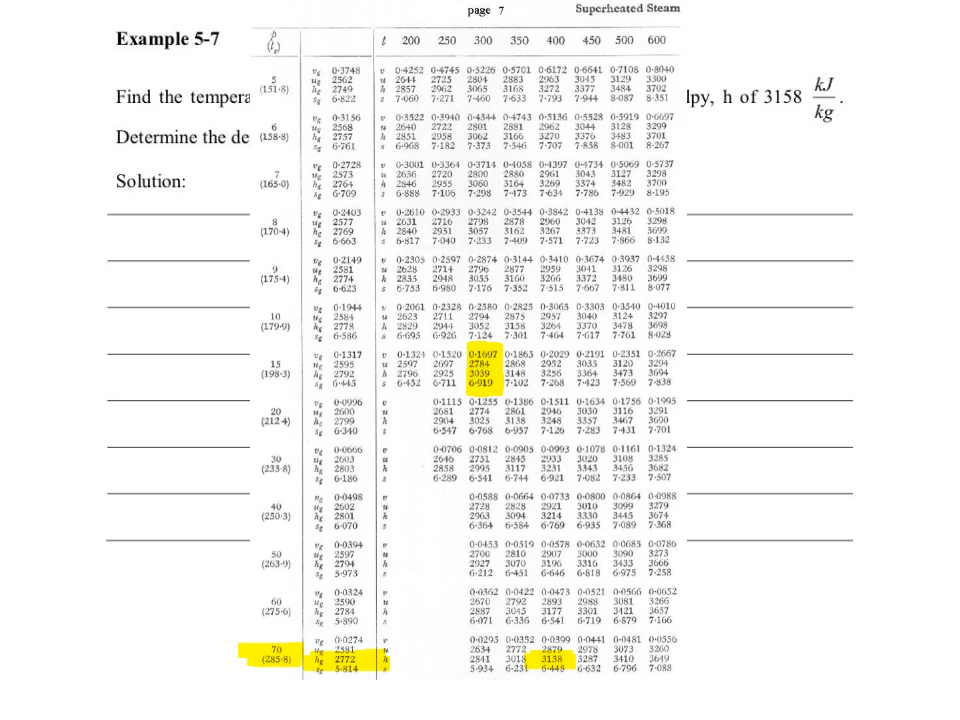 page 7 Superheated Steam
Example 5-7
p
(tₛ) t 200 250 300 350 400 450 500 600
Find the tempera lpy, h of 3158 kJ/kg.
Determine the de
Solution:
5
(151·8)
vg 0·3748 v 0·4252 0·4745 0·5226 0·5701 0·6172 0·6641 0·7108 0·8040
ug 2562 u 2644 2725 2804 2883 2963 3045 3129 3300
hg 2749 h 2857 2962 3065 3168 3272 3377 3484 3702
sg 6·822 s 7·060 7·271 7·460 7·633 7·793 7·944 8·087 8·351
6
(158·8)
vg 0·3156 v 0·3522 0·3940 0·4344 0·4743 0·5136 0·5528 0·5919 0·6697
ug 2568 u 2640 2722 2801 2881 2962 3044 3128 3299
hg 2757 h 2851 2958 3062 3166 3270 3376 3483 3701
sg 6·761 s 6·968 7·182 7·373 7·546 7·707 7·858 8·001 8·267
7
(165·0)
vg 0·2728 v 0·3001 0·3364 0·3714 0·4058 0·4397 0·4734 0·5069 0·5737
ug 2573 u 2636 2720 2800 2880 2961 3043 3127 3298
hg 2764 h 2846 2955 3060 3164 3269 3374 3482 3700
sg 6·709 s 6·888 7·106 7·298 7·473 7·634 7·786 7·929 8·195
8
(170·4)
vg 0·2403 v 0·2610 0·2933 0·3242 0·3544 0·3842 0·4138 0·4432 0·5018
ug 2577 u 2631 2716 2798 2878 2960 3042 3126 3298
hg 2769 h 2840 2951 3057 3162 3267 3373 3481 3699
sg 6·663 s 6·817 7·040 7·233 7·409 7·571 7·723 7·866 8·132
9
(175·4)
vg 0·2149 v 0·2305 0·2597 0·2874 0·3144 0·3410 0·3674 0·3937 0·4458
ug 2581 u 2628 2714 2796 2877 2959 3041 3126 3298
hg 2774 h 2835 2948 3055 3160 3266 3372 3480 3699
sg 6·623 s 6·753 6·980 7·176 7·352 7·515 7·667 7·811 8·077
10
(179·9)
vg 0·1944 v 0·2061 0·2328 0·2580 0·2825 0·3065 0·3303 0·3540 0·4010
ug 2584 u 2623 2711 2794 2875 2957 3040 3124 3297
hg 2778 h 2829 2944 3052 3158 3264 3370 3478 3698
sg 6·586 s 6·695 6·926 7·124 7·301 7·464 7·617 7·761 8·028
15
(198·3)
vg 0·1317 v 0·1324 0·1520 0·1697 0·1865 0·2029 0·2191 0·2351 0·2667
ug 2595 u 2597 2697 2784 2868 2952 3035 3120 3294
hg 2792 h 2796 2925 3039 3148 3256 3364 3473 3694
sg 6·445 s 6·452 6·711 6·919 7·102 7·268 7·423 7·569 7·838
20
(212·4)
vg 0·0996 v 0·1115 0·1255 0·1386 0·1511 0·1634 0·1756 0·1995
ug 2600 u 2681 2774 2861 2946 3030 3116 3291
hg 2799 h 2904 3025 3138 3248 3357 3467 3690
sg 6·340 s 6·547 6·768 6·957 7·126 7·283 7·431 7·701
30
(233·8)
vg 0·0666 v 0·0706 0·0812 0·0905 0·0993 0·1078 0·1161 0·1324
ug 2603 u 2646 2751 2845 2933 3020 3108 3285
hg 2803 h 2858 2995 3117 3231 3343 3456 3682
sg 6·186 s 6·289 6·541 6·744 6·921 7·082 7·233 7·507
40
(250·3)
vg 0·0498 v 0·0588 0·0664 0·0733 0·0800 0·0864 0·0988
ug 2602 u 2728 2828 2921 3010 3099 3279
hg 2801 h 2963 3094 3214 3330 3445 3674
sg 6·070 s 6·364 6·584 6·769 6·935 7·089 7·368
50
(263·9)
vg 0·0394 v 0·0453 0·0519 0·0578 0·0632 0·0685 0·0786
ug 2597 u 2700 2810 2907 3000 3090 3273
hg 2794 h 2927 3070 3196 3316 3433 3666
sg 5·973 s 6·212 6·451 6·646 6·818 6·975 7·258
60
(275·6)
vg 0·0324 v 0·0362 0·0422 0·0473 0·0521 0·0566 0·0652
ug 2590 u 2670 2792 2893 2988 3081 3266
hg 2784 h 2887 3045 3177 3301 3421 3657
sg 5·890 s 6·071 6·336 6·541 6·719 6·879 7·166
70
(285·8)
vg 0·0274 v 0·0295 0·0352 0·0399 0·0441 0·0481 0·0556
ug 2581 u 2634 2772 2879 2978 3073 3260
hg 2772 h 2841 3018 3158 3287 3410 3649
sg 5·814 s 5·934 6·231 6·448 6·632 6·796 7·088